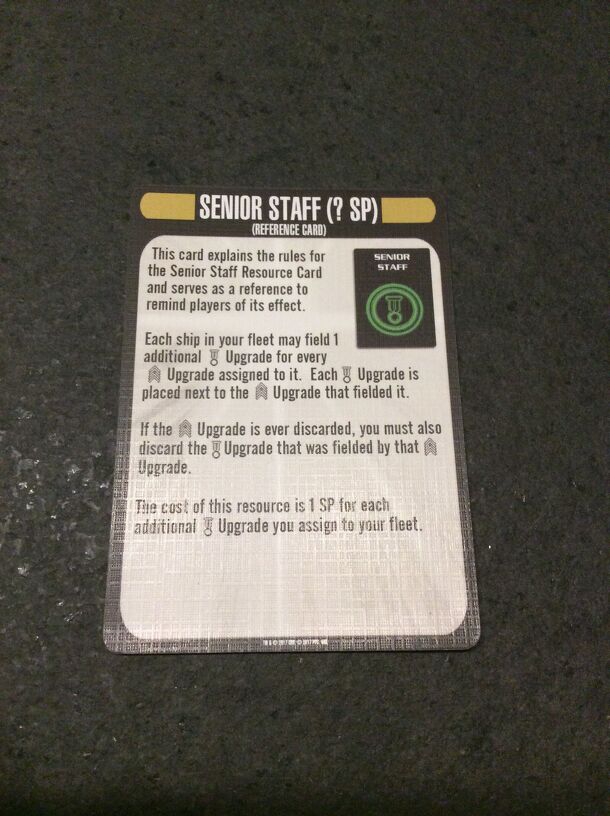 SENIOR STAFF (? SP)
(REFERENCE CARD)
This card explains the rules for
the Senior Staff Resource Card
and serves as a reference to
remind players of its effect.
SENIOR
STAFF
Each ship in your fleet may field 1
additional Upgrade for every
Upgrade assigned to it. Each Upgrade is
placed next to the Upgrade that fielded it.
If the Upgrade is ever discarded, you must also
discard the Upgrade that was fielded by that
Upgrade.
The cost of this resource is 1 SP for each
additional Upgrade you assign to your fleet.